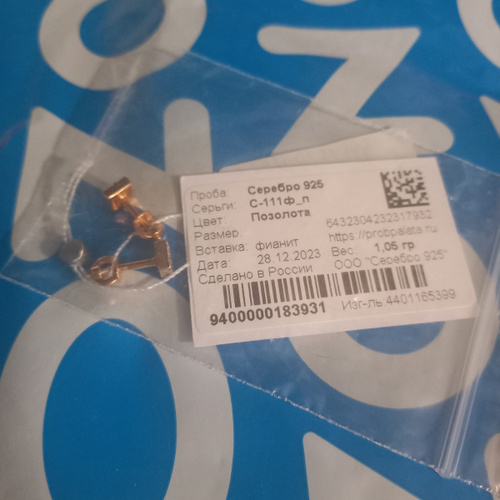 Проба: Серебро 925
Серьги: С-111ф_п
Цвет: Позолота
Размер: 6432304232317932
Вставка: фианит https://probpalata.ru
Дата: 28.12.2023 Вес: 1,05 гр
Сделано в России ООО "Серебро 925"
9400000183931 Изг-ль:4401165399